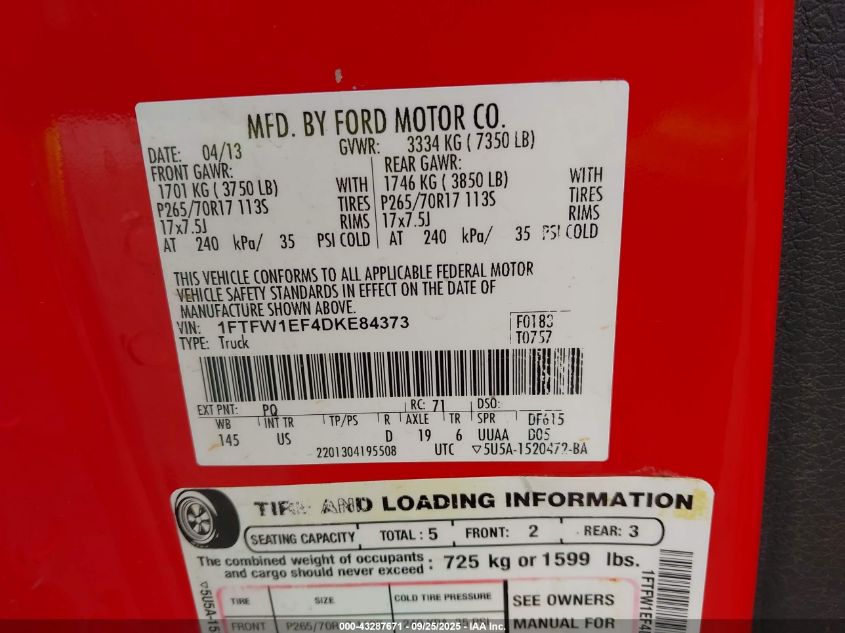 MFD. BY FORD MOTOR CO.
DATE: 04/13 GVWR: 3334 KG ( 7350 LB)
FRONT GAWR: REAR GAWR:
1701 KG ( 3750 LB) WITH 1746 KG ( 3850 LB) WITH
P265/70R17 113S TIRES P265/70R17 113S TIRES
17x7.5J RIMS 17x7.5J RIMS
AT 240 kPa/ 35 PSI COLD AT 240 kPa/ 35 PSI COLD
THIS VEHICLE CONFORMS TO ALL APPLICABLE FEDERAL MOTOR
VEHICLE SAFETY STANDARDS IN EFFECT ON THE DATE OF
MANUFACTURE SHOWN ABOVE.
VIN: 1FTFW1EF4DKE84373 F0183
TYPE: Truck T0757
EXT PNT: PQ RC: 71 DSO:
WB INT TR TP/PS R AXLE TR SPR DF615
145 US D 19 6 UUAA D05
2201304195508 UTC ▽5U5A-1520472-BA
TIRE AND LOADING INFORMATION
SEATING CAPACITY TOTAL: 5 FRONT: 2 REAR: 3
The combined weight of occupants and cargo should never exceed : 725 kg or 1599 lbs.
TIRE SIZE COLD TIRE PRESSURE SEE OWNERS
FRONT P265/70R MANUAL FOR
▽5U5A-15
1FTFW1EF4
000-43287671 - 09/25/2025 - IAAI.COM